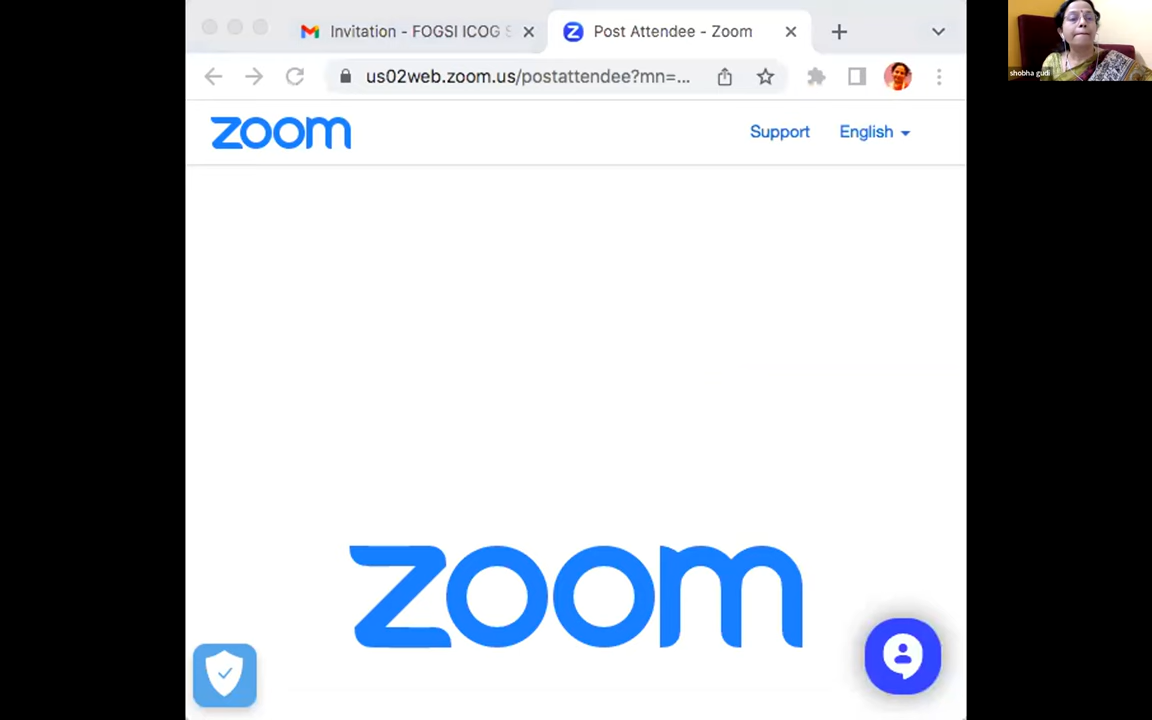 Invitation - FOGSI ICOG S
Post Attendee - Zoom
shobha gudi
us02web.zoom.us/postattendee?mn=...
zoom
Support
English
zoom